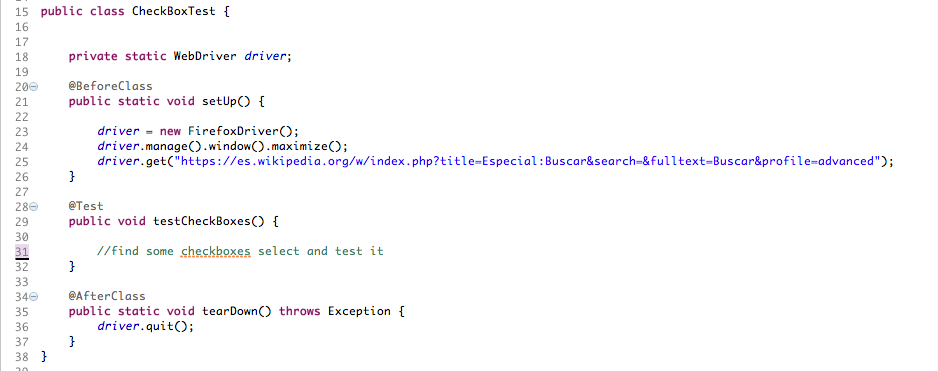 15 public class CheckBoxTest {
16
17
18 private static WebDriver driver;
19
20 @BeforeClass
21 public static void setUp() {
22
23 driver = new FirefoxDriver();
24 driver.manage().window().maximize();
25 driver.get("https://es.wikipedia.org/w/index.php?title=Especial:Buscar&search=&fulltext=Buscar&profile=advanced");
26 }
27
28 @Test
29 public void testCheckBoxes() {
30
31 //find some checkboxes select and test it
32 }
33
34 @AfterClass
35 public static void tearDown() throws Exception {
36 driver.quit();
37 }
38 }